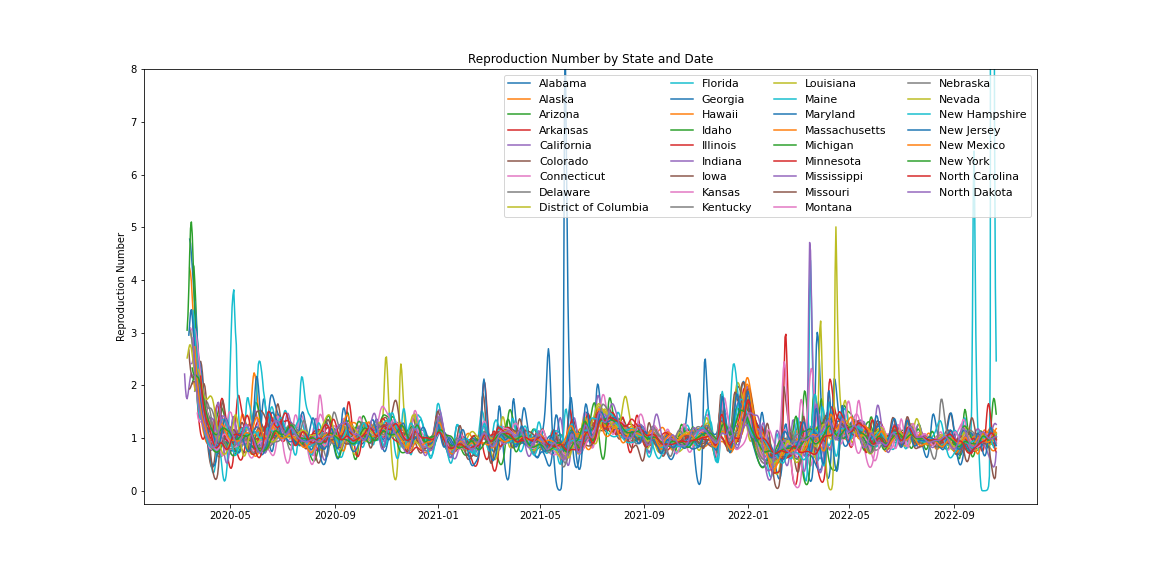 Reproduction Number by State and Date
Reproduction Number
8
7
6
5
4
3
2
1
0
Alabama
Alaska
Arizona
Arkansas
California
Colorado
Connecticut
Delaware
District of Columbia
Florida
Georgia
Hawaii
Idaho
Illinois
Indiana
Iowa
Kansas
Kentucky
Louisiana
Maine
Maryland
Massachusetts
Michigan
Minnesota
Mississippi
Missouri
Montana
Nebraska
Nevada
New Hampshire
New Jersey
New Mexico
New York
North Carolina
North Dakota
2020-05
2020-09
2021-01
2021-05
2021-09
2022-01
2022-05
2022-09